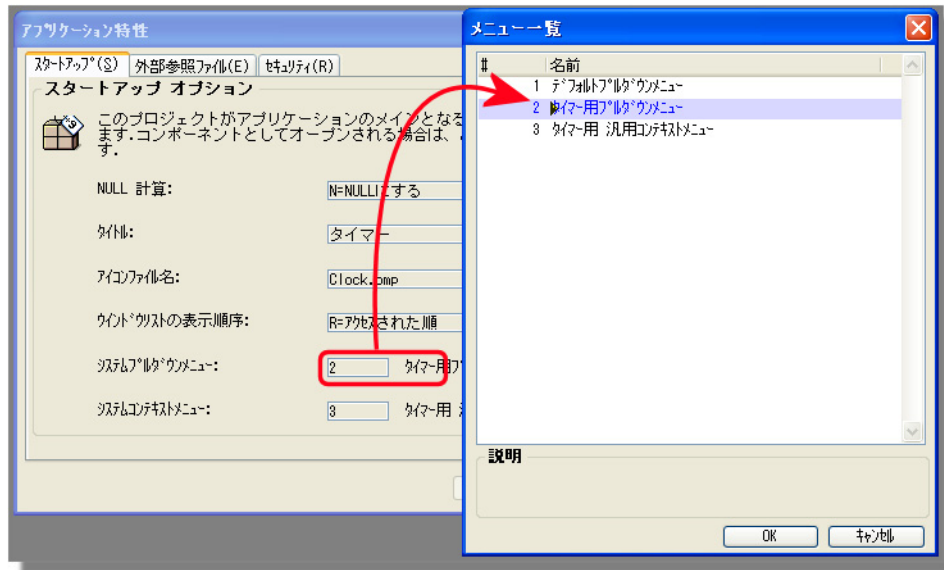 アプリケーション特性
スタートアップ(S) 外部参照ファイル(E) セキュリティ(R)
スタートアップ オプション
このプロジェクトがアプリケーションのメインとなる
ます.コンポーネントとしてオープンされる場合は、
す.
NULL 計算: N=NULLにする
タイトル: タイマー
アイコンファイル名: Clock.bmp
ウインドウリストの表示順序: R=アクセスされた順
システムプルダウンメニュー: 2 タイマー用プ
システムコンテキストメニュー: 3 タイマー用
メニュー一覧
# 名前
1 デフォルトプルダウンメニュー
2 タイマー用プルダウンメニュー
3 タイマー用 汎用コンテキストメニュー
説明
OK キャンセル